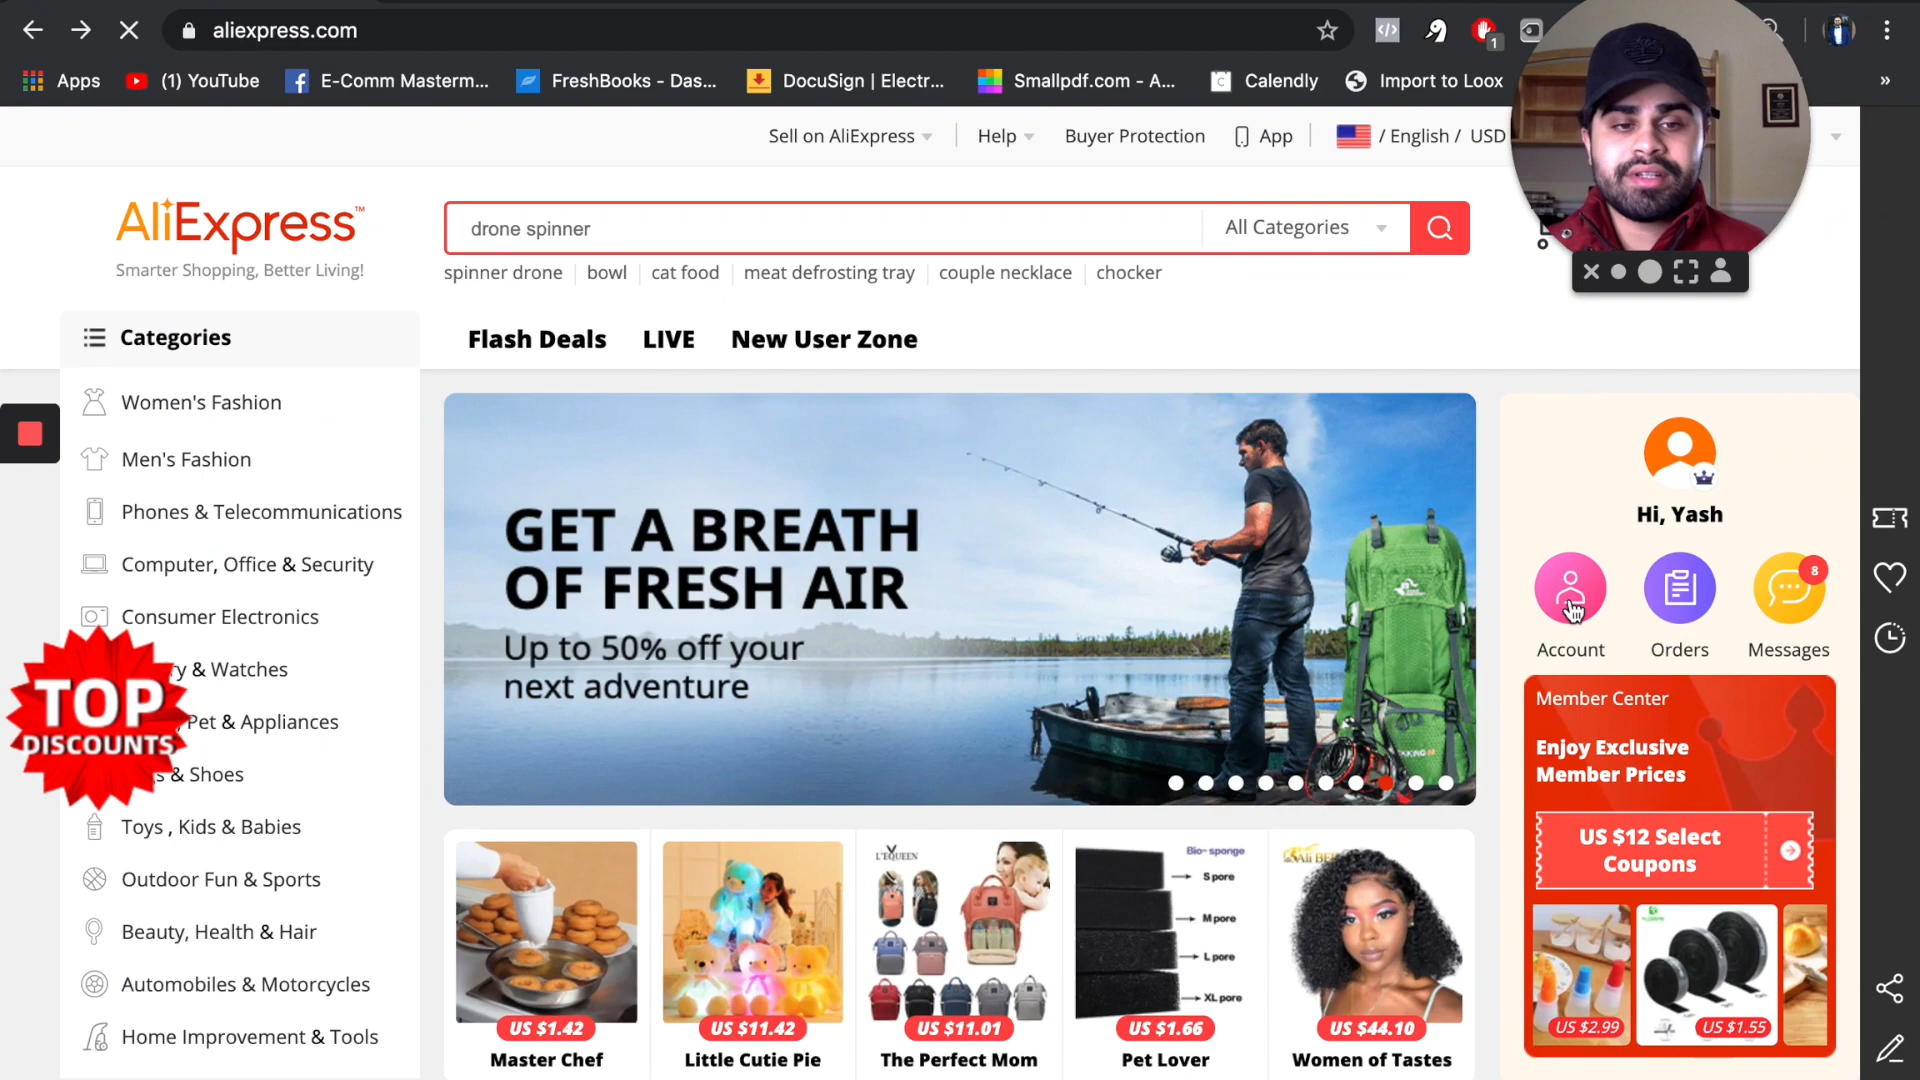 aliexpress.com
1
Apps
(1) YouTube
E-Comm Masterm...
FreshBooks - Das...
DocuSign | Electr...
Smallpdf.com - A...
Calendly
Import to Loox
»
Sell on AliExpress
Help
Buyer Protection
App
/ English / USD
AliExpress™
Smarter Shopping, Better Living!
drone spinner
All Categories
spinner drone
bowl
cat food
meat defrosting tray
couple necklace
chocker
Categories
Flash Deals
LIVE
New User Zone
Women's Fashion
Men's Fashion
Phones & Telecommunications
Computer, Office & Security
Consumer Electronics
& Watches
Pet & Appliances
& Shoes
Toys , Kids & Babies
Outdoor Fun & Sports
Beauty, Health & Hair
Automobiles & Motorcycles
Home Improvement & Tools
TOP
DISCOUNTS
GET A BREATH
OF FRESH AIR
Up to 50% off your
next adventure
Hi, Yash
8
Account
Orders
Messages
Member Center
Enjoy Exclusive
Member Prices
US $12 Select
Coupons
US $2.99
US $1.55
L'EQUEEN
Bio-sponge
S pore
M pore
L pore
XL pore
US $1.42
US $11.42
US $11.01
US $1.66
US $44.10
Master Chef
Little Cutie Pie
The Perfect Mom
Pet Lover
Women of Tastes